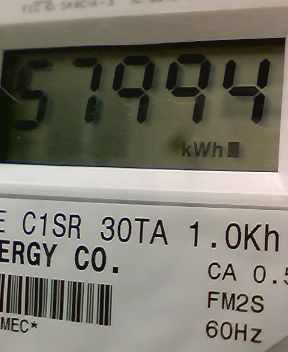 57994
kWh
E C1SR 30TA 1.0Kh
ERGY CO.
CA 0.5
FM2S
60Hz
MEC*